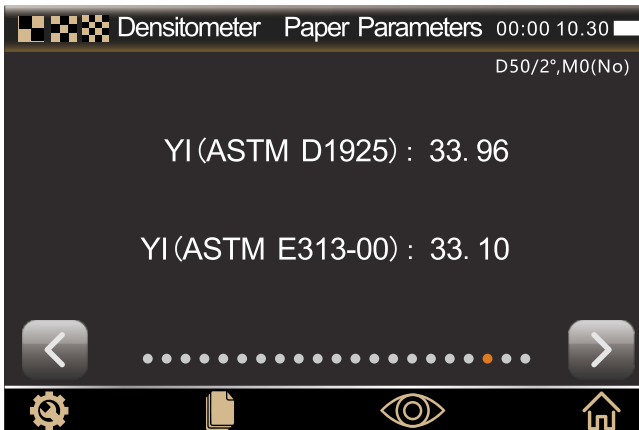 Densitometer Paper Parameters 00:00 10.30
D50/2°,M0(No)
YI(ASTM D1925): 33.96
YI(ASTM E313-00): 33.10